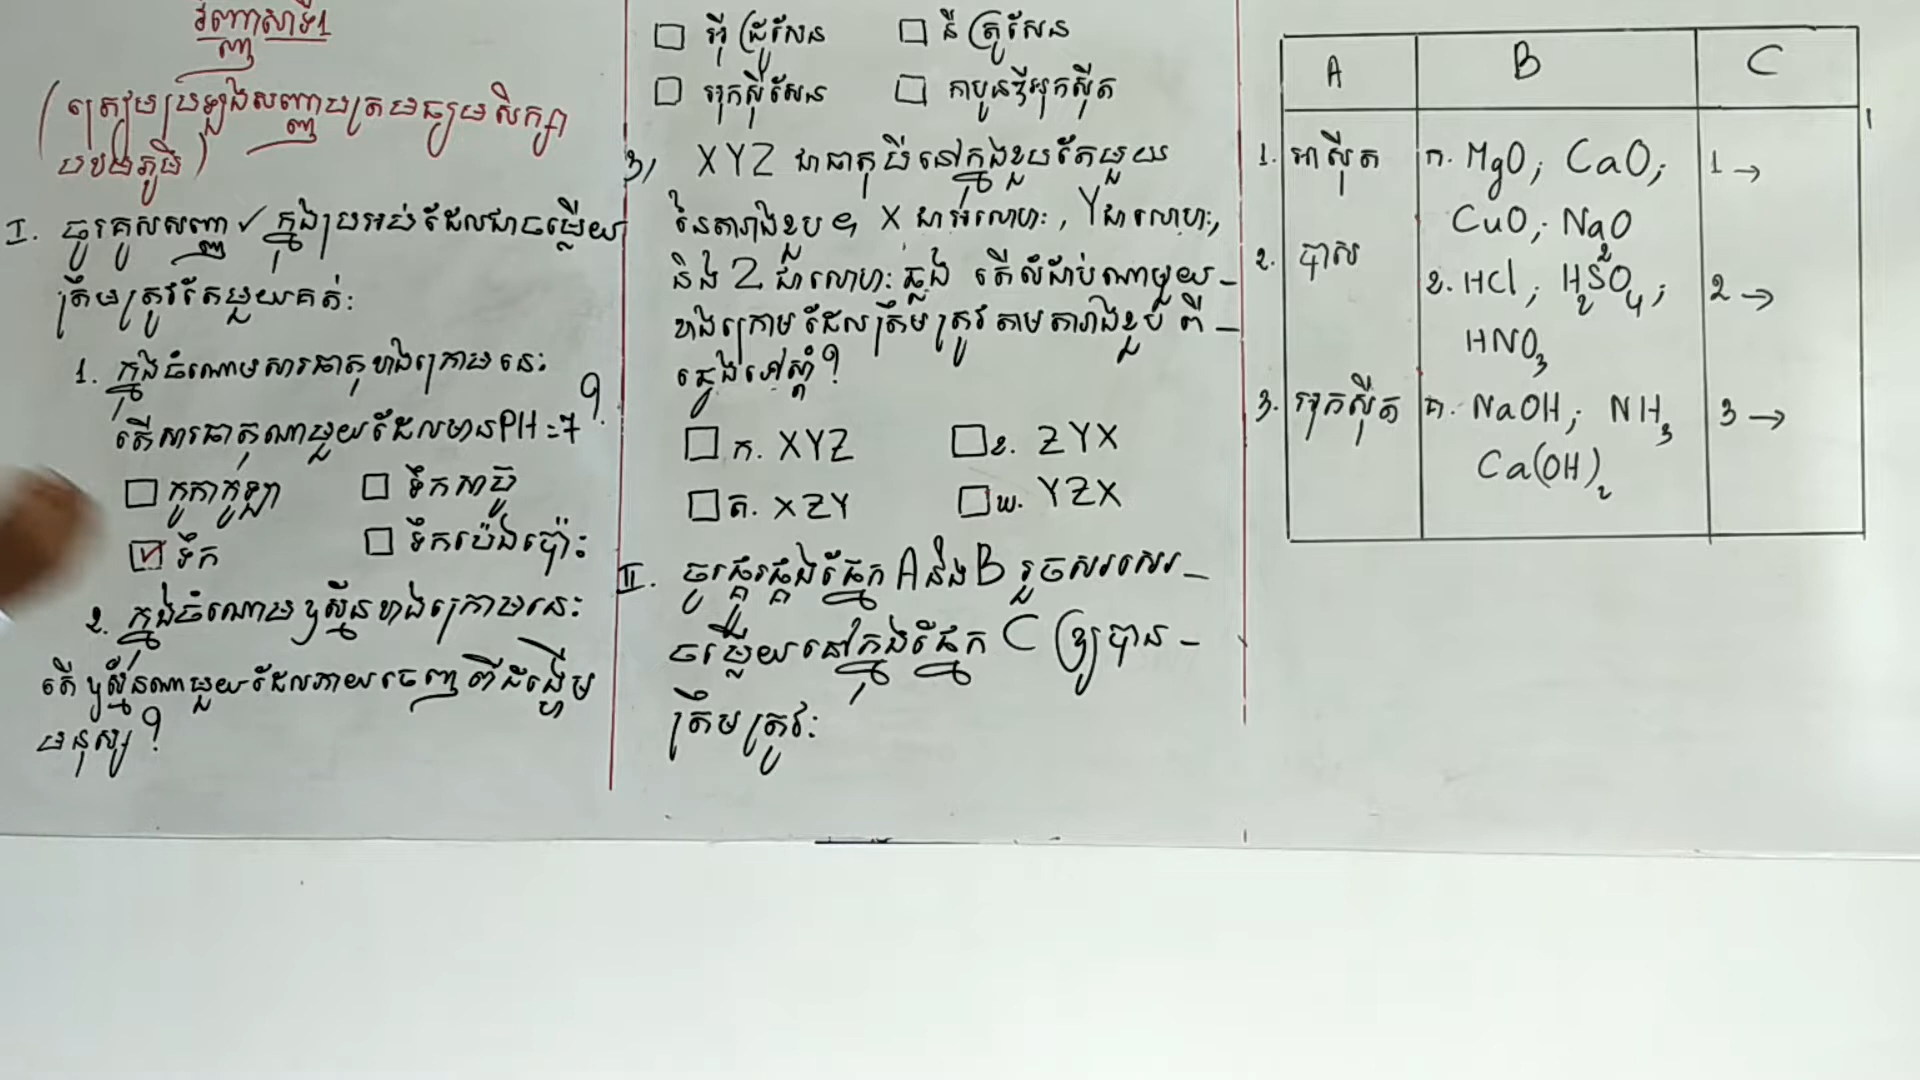 វិញ្ញាសាទី1
(ត្រៀមប្រឡងសញ្ញាបត្រមធ្យមសិក្សា
បឋមភូមិ)
I. ចូរគូសសញ្ញា ✓ ក្នុងប្រអប់ដែលជាចម្លើយ
ត្រឹមត្រូវតែមួយគត់:
1. ក្នុងចំណោមសារធាតុខាងក្រោមនេះ
តើសារធាតុណាមួយដែលមានPH=7?
☐ កូកាកូឡា ☐ ទឹកសាប៊ូ
☑ ទឹក ☐ ទឹកប៉េងប៉ោះ
2. ក្នុងចំណោមឧស្ម័នខាងក្រោមនេះ
តើឧស្ម័នណាមួយដែលភាយចេញពីដង្ហើម
មនុស្ស?
☐ អ៊ីដ្រូសែន ☐ នីត្រូសែន
☐ អុកស៊ីសែន ☐ កាបូនឌីអុកស៊ីត
3, XYZ ជាធាតុមិននៅក្នុងខួបតែមួយ
នៃតារាងខួប។ X ជាអលោហៈ, Yជាលោហៈ,
និង Z ជាលោហៈឆ្លង តើលំដាប់ណាមួយ-
ខាងក្រោមដែលត្រឹមត្រូវតាមតារាងខួប ពី-
ឆ្វេងទៅស្តាំ?
☐ ក. XYZ ☐ ខ. ZYX
☐ គ. XZY ☐ ឃ. YZX
II. ចូរផ្គូរផ្គងផ្នែក A និង B រួចសរសេរ-
ចម្លើយនៅក្នុងផ្នែក C ឲ្យបាន-
ត្រឹមត្រូវ:
A B C
1. អាស៊ីត ក. MgO; CaO; 1→
CuO; Na₂O
2. បាស ខ. HCl; H₂SO₄; 2→
HNO₃
3. អុកស៊ីត គ. NaOH; NH₃ 3→
Ca(OH)₂